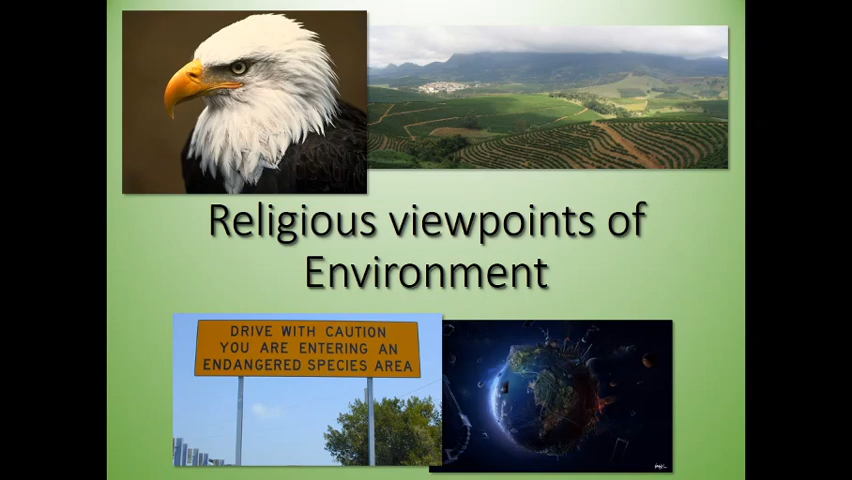 Religious viewpoints of
Environment
DRIVE WITH CAUTION
YOU ARE ENTERING AN
ENDANGERED SPECIES AREA